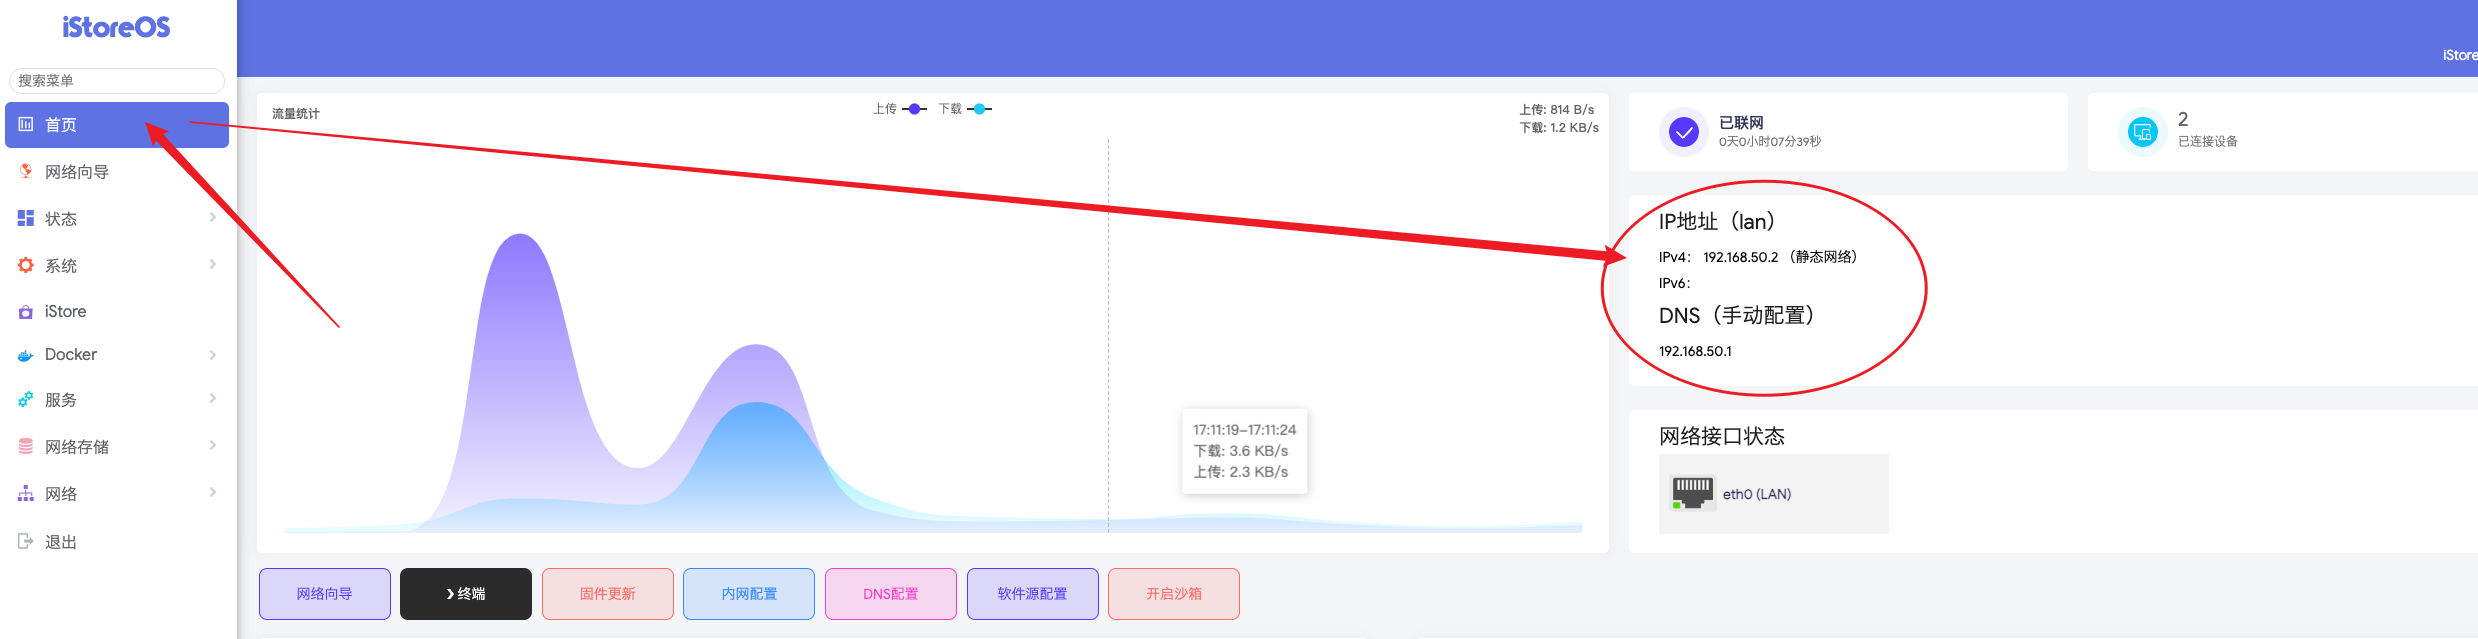 iStoreOS
搜索菜单
首页
网络向导
状态
系统
iStore
Docker
服务
网络存储
网络
退出
iStore
流量统计
上传
下载
上传: 814 B/s
下载: 1.2 KB/s
17:11:19-17:11:24
下载: 3.6 KB/s
上传: 2.3 KB/s
已联网
0天0小时07分39秒
2
已连接设备
IP地址（lan）
IPv4： 192.168.50.2 （静态网络）
IPv6：
DNS（手动配置）
192.168.50.1
网络接口状态
eth0 (LAN)
网络向导
❯ 终端
固件更新
内网配置
DNS配置
软件源配置
开启沙箱